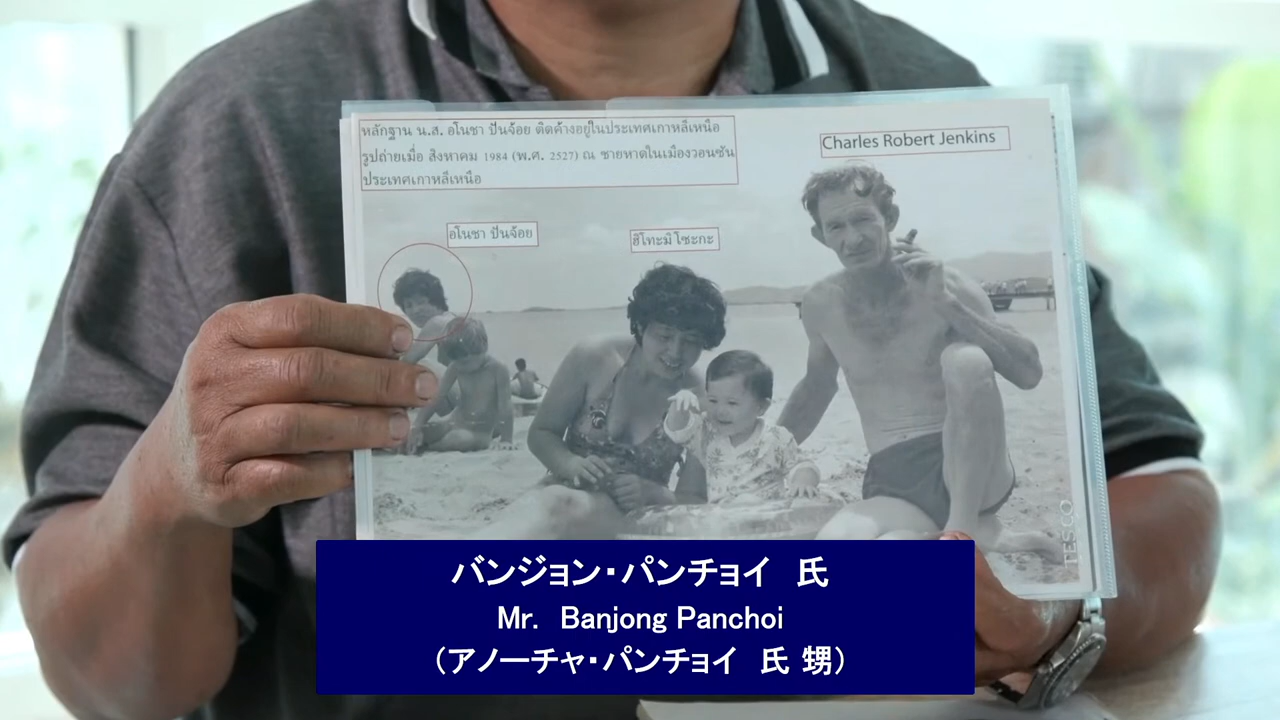 หลักฐาน น.ส. อโนชา ปันจ้อย ติดค้างอยู่ในประเทศเกาหลีเหนือ
รูปถ่ายเมื่อ สิงหาคม 1984 (พ.ศ. 2527) ณ ชายหาดในเมืองวอนซัน
ประเทศเกาหลีเหนือ
Charles Robert Jenkins
อโนชา ปันจ้อย
ฮิโทะมิ โซะกะ
TESCO
バンジョン・パンチョイ 氏
Mr. Banjong Panchoi
（アノーチャ・パンチョイ 氏 甥）